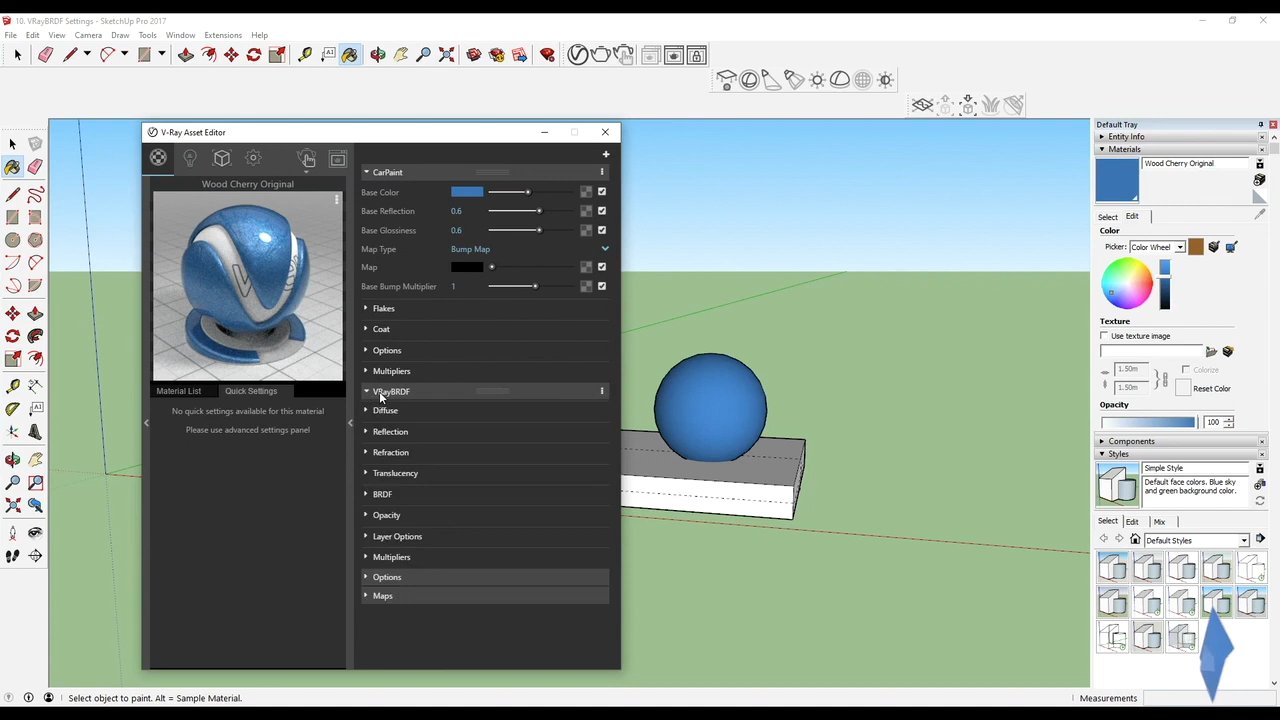 10. VRayBRDF Settings - SketchUp Pro 2017
File Edit View Camera Draw Tools Window Extensions Help
V-Ray Asset Editor
Wood Cherry Original
Material List Quick Settings
No quick settings available for this material
Please use advanced settings panel
CarPaint
Base Color
Base Reflection 0.6
Base Glossiness 0.6
Map Type Bump Map
Map
Base Bump Multiplier 1
Flakes
Coat
Options
Multipliers
VRayBRDF
Diffuse
Reflection
Refraction
Translucency
BRDF
Opacity
Layer Options
Multipliers
Options
Maps
Default Tray
Entity Info
Materials
Wood Cherry Original
Select Edit
Color
Picker: Color Wheel
Texture
Use texture image
1.50m
Colorize
1.50m
Reset Color
Opacity
100
Components
Styles
Simple Style
Default face colors. Blue sky
and green background color.
Select Edit Mix
Default Styles
Select object to paint. Alt = Sample Material.
Measurements